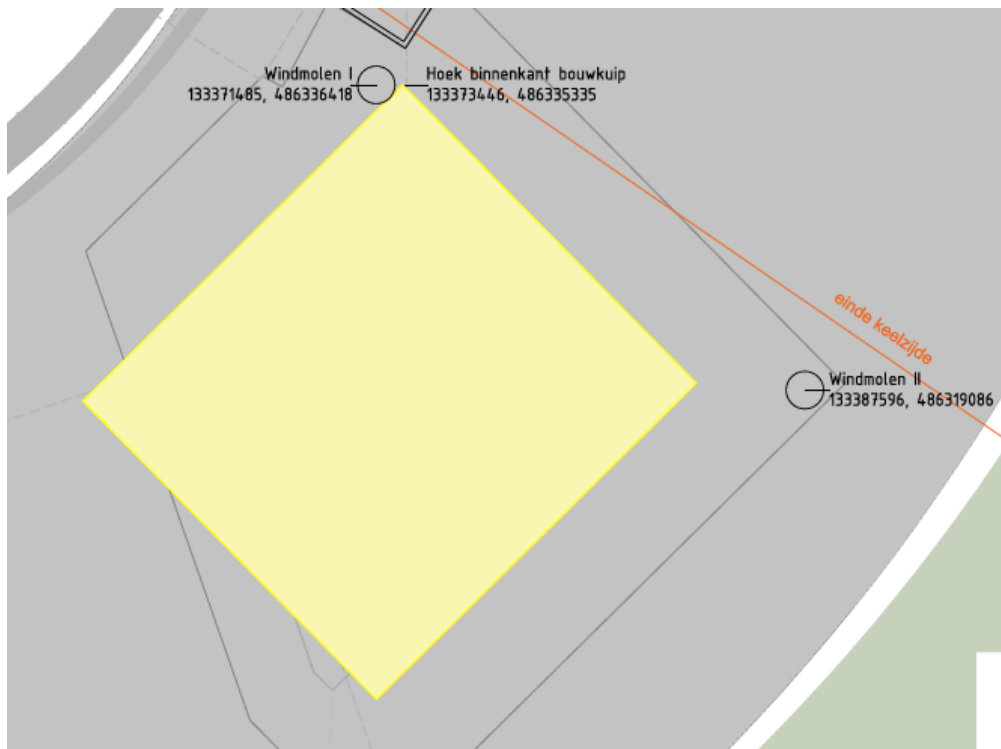 Windmolen I
133371485, 486336418
Hoek binnenkant bouwkuip
133373446, 486335335
einde keelzijde
Windmolen II
133387596, 486319086